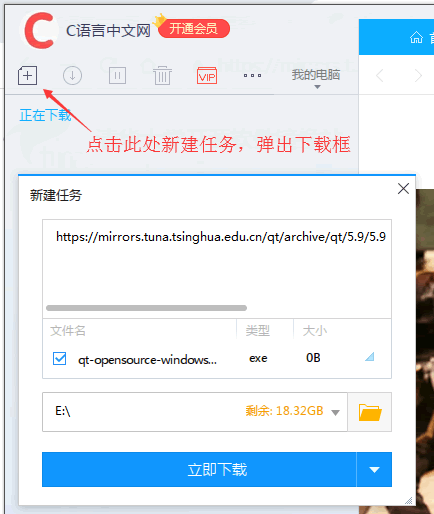 C语言中文网
开通会员
VIP
我的电脑
正在下载
点击此处新建任务，弹出下载框
新建任务
https://mirrors.tuna.tsinghua.edu.cn/qt/archive/qt/5.9/5.9
文件名 类型 大小
qt-opensource-windows... exe 0B
E:\ 剩余: 18.32GB
立即下载